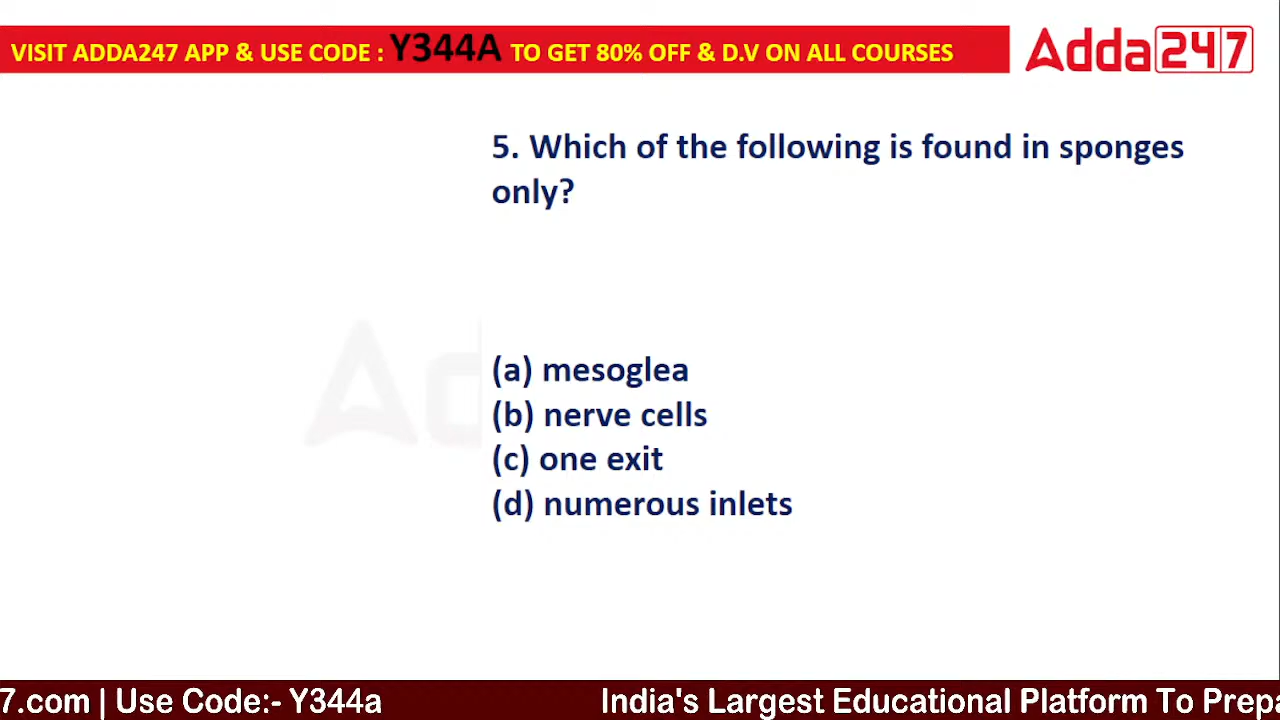 VISIT ADDA247 APP & USE CODE : Y344A TO GET 80% OFF & D.V ON ALL COURSES
Adda247
5. Which of the following is found in sponges
only?
Ad
(a) mesoglea
(b) nerve cells
(c) one exit
(d) numerous inlets
7.com | Use Code:- Y344a
India's Largest Educational Platform To Prepa